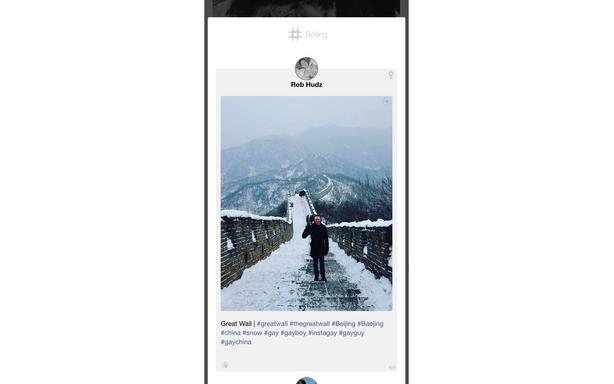 # Beijing
Rob Hudz
Great Wall | #greatwall #thegreatwall #Beijing #Baejing
#china #snow #gay #gayboy #instagay #gayguy
#gaychina